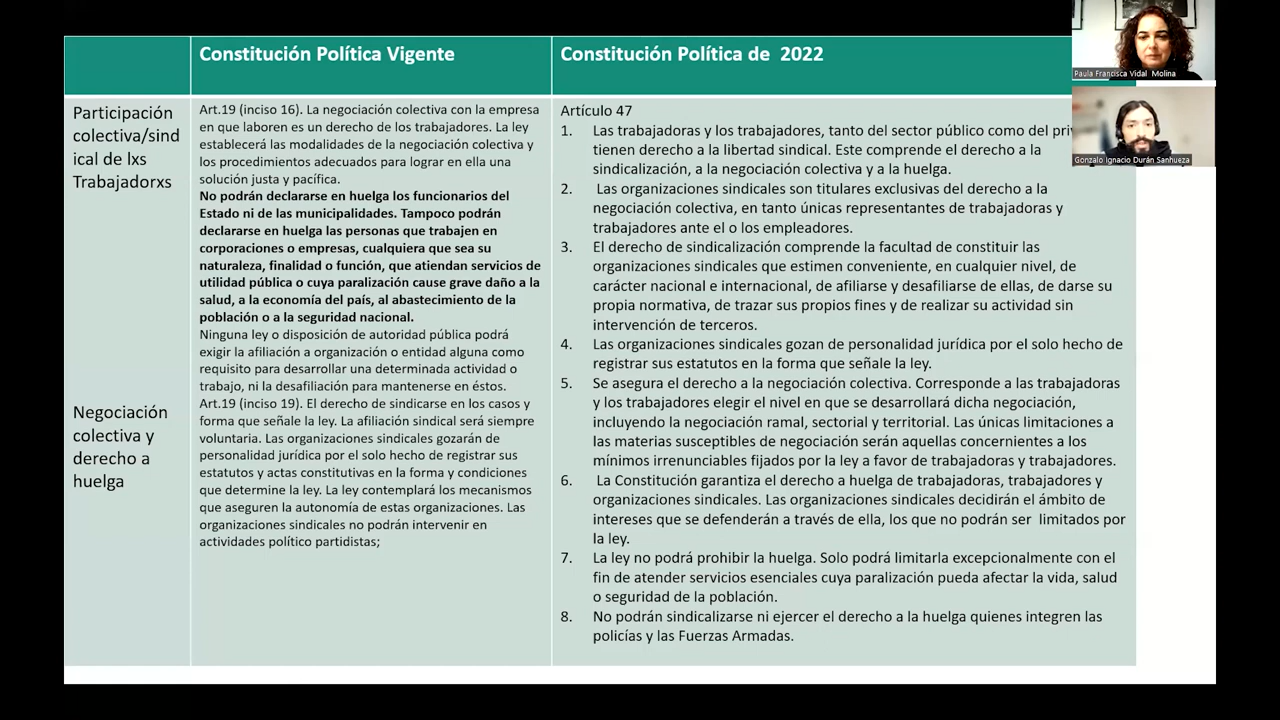 Constitución Política Vigente
Constitución Política de 2022
Participación
colectiva/sind
ical de lxs
Trabajadorxs
Negociación
colectiva y
derecho a
huelga
Art.19 (inciso 16). La negociación colectiva con la empresa
en que laboren es un derecho de los trabajadores. La ley
establecerá las modalidades de la negociación colectiva y
los procedimientos adecuados para lograr en ella una
solución justa y pacífica.
No podrán declararse en huelga los funcionarios del
Estado ni de las municipalidades. Tampoco podrán
declararse en huelga las personas que trabajen en
corporaciones o empresas, cualquiera que sea su
naturaleza, finalidad o función, que atiendan servicios de
utilidad pública o cuya paralización cause grave daño a la
salud, a la economía del país, al abastecimiento de la
población o a la seguridad nacional.
Ninguna ley o disposición de autoridad pública podrá
exigir la afiliación a organización o entidad alguna como
requisito para desarrollar una determinada actividad o
trabajo, ni la desafiliación para mantenerse en éstos.
Art.19 (inciso 19). El derecho de sindicarse en los casos y
forma que señale la ley. La afiliación sindical será siempre
voluntaria. Las organizaciones sindicales gozarán de
personalidad jurídica por el solo hecho de registrar sus
estatutos y actas constitutivas en la forma y condiciones
que determine la ley. La ley contemplará los mecanismos
que aseguren la autonomía de estas organizaciones. Las
organizaciones sindicales no podrán intervenir en
actividades político partidistas;
Artículo 47
1. Las trabajadoras y los trabajadores, tanto del sector público como del pri
tienen derecho a la libertad sindical. Este comprende el derecho a la
sindicalización, a la negociación colectiva y a la huelga.
2. Las organizaciones sindicales son titulares exclusivas del derecho a la
negociación colectiva, en tanto únicas representantes de trabajadoras y
trabajadores ante el o los empleadores.
3. El derecho de sindicalización comprende la facultad de constituir las
organizaciones sindicales que estimen conveniente, en cualquier nivel, de
carácter nacional e internacional, de afiliarse y desafiliarse de ellas, de darse su
propia normativa, de trazar sus propios fines y de realizar su actividad sin
intervención de terceros.
4. Las organizaciones sindicales gozan de personalidad jurídica por el solo hecho de
registrar sus estatutos en la forma que señale la ley.
5. Se asegura el derecho a la negociación colectiva. Corresponde a las trabajadoras
y los trabajadores elegir el nivel en que se desarrollará dicha negociación,
incluyendo la negociación ramal, sectorial y territorial. Las únicas limitaciones a
las materias susceptibles de negociación serán aquellas concernientes a los
mínimos irrenunciables fijados por la ley a favor de trabajadoras y trabajadores.
6. La Constitución garantiza el derecho a huelga de trabajadoras, trabajadores y
organizaciones sindicales. Las organizaciones sindicales decidirán el ámbito de
intereses que se defenderán a través de ella, los que no podrán ser limitados por
la ley.
7. La ley no podrá prohibir la huelga. Solo podrá limitarla excepcionalmente con el
fin de atender servicios esenciales cuya paralización pueda afectar la vida, salud
o seguridad de la población.
8. No podrán sindicalizarse ni ejercer el derecho a la huelga quienes integren las
policías y las Fuerzas Armadas.
Paula Francisca Vidal Molina
Gonzalo Ignacio Durán Sanhueza